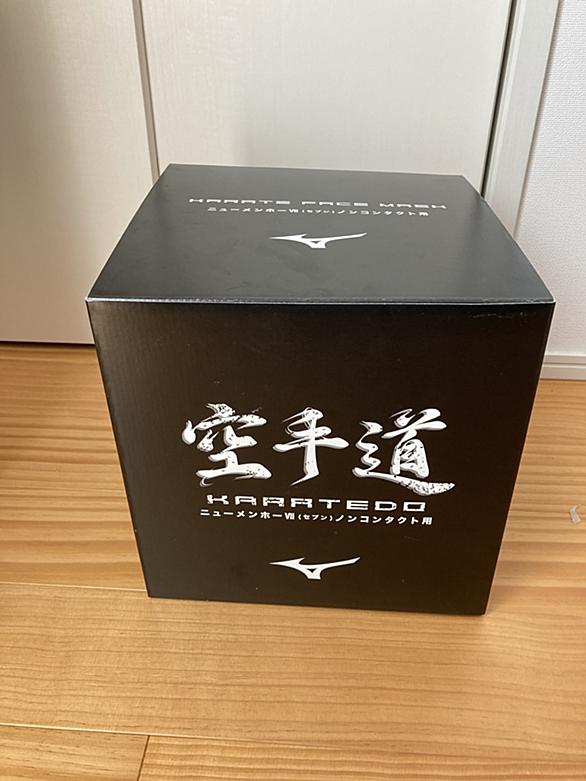 KARATE FACE MASK
ニューメンホーⅦ(セブン)ノンコンタクト用
空手道
KARATEDO
ニューメンホーⅦ(セブン)ノンコンタクト用